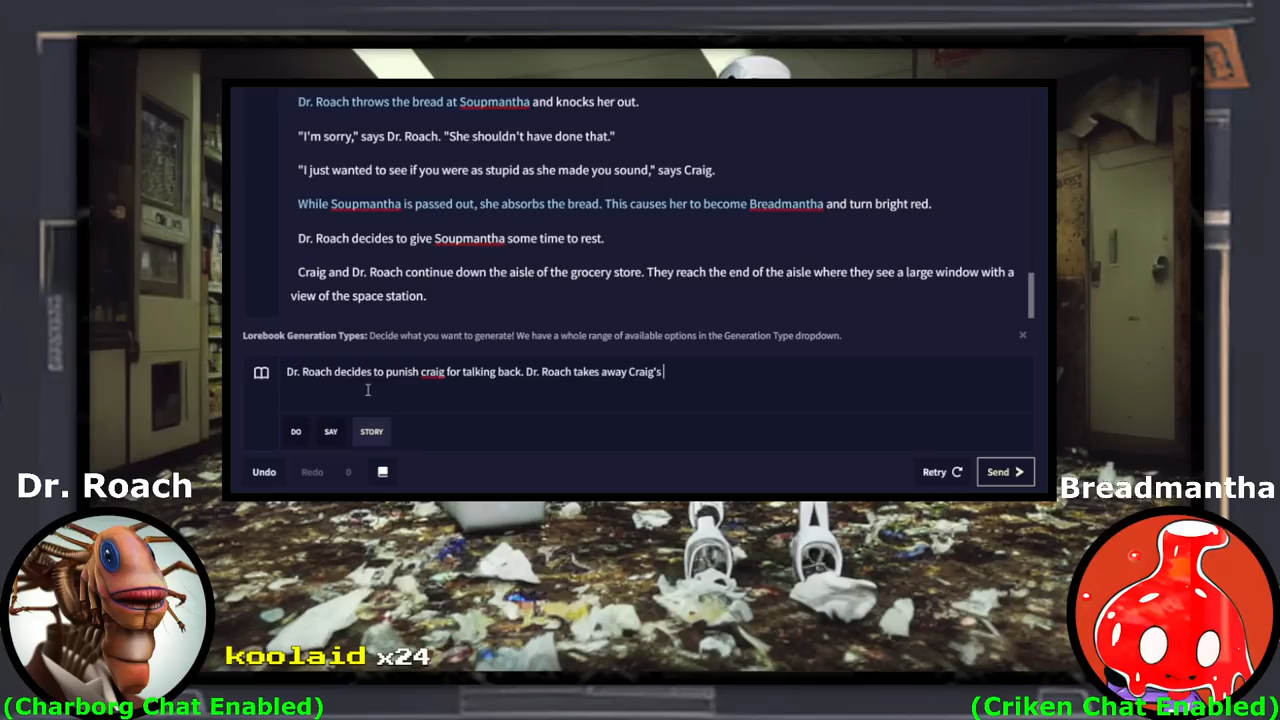 Dr. Roach throws the bread at Soupmantha and knocks her out.
"I'm sorry," says Dr. Roach. "She shouldn't have done that."
"I just wanted to see if you were as stupid as she made you sound," says Craig.
While Soupmantha is passed out, she absorbs the bread. This causes her to become Breadmantha and turn bright red.
Dr. Roach decides to give Soupmantha some time to rest.
Craig and Dr. Roach continue down the aisle of the grocery store. They reach the end of the aisle where they see a large window with a
view of the space station.
Lorebook Generation Types: Decide what you want to generate! We have a whole range of available options in the Generation Type dropdown.
Dr. Roach decides to punish craig for talking back. Dr. Roach takes away Craig's
DO SAY STORY
Undo Redo 0 Retry Send
Dr. Roach
Breadmantha
koolaid x24
(Charborg Chat Enabled)
(Criken Chat Enabled)